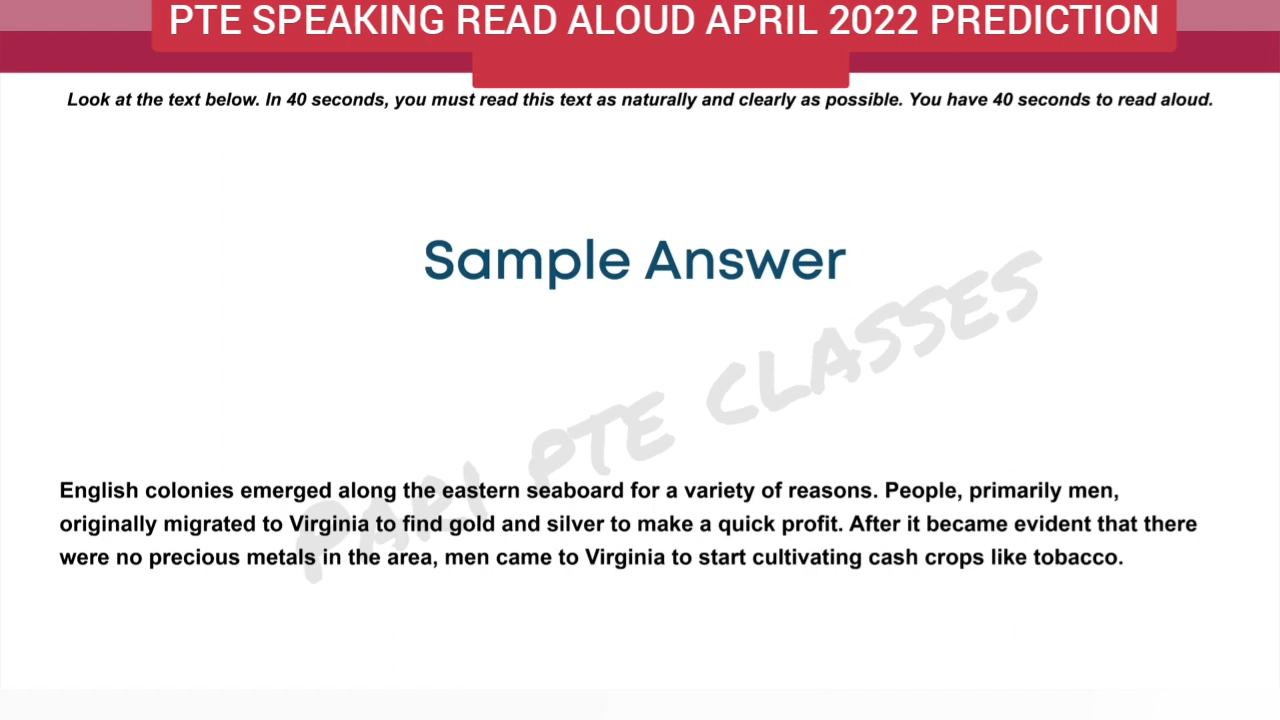 PTE SPEAKING READ ALOUD APRIL 2022 PREDICTION
Look at the text below. In 40 seconds, you must read this text as naturally and clearly as possible. You have 40 seconds to read aloud.
Sample Answer
PAPI PTE CLASSES
English colonies emerged along the eastern seaboard for a variety of reasons. People, primarily men,
originally migrated to Virginia to find gold and silver to make a quick profit. After it became evident that there
were no precious metals in the area, men came to Virginia to start cultivating cash crops like tobacco.